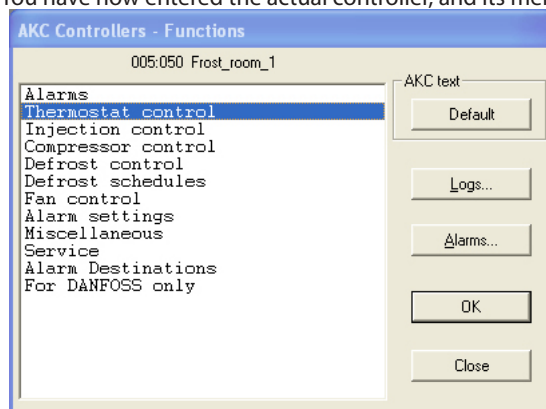 You have now entered the actual controller, and its me
AKC Controllers - Functions
005:050 Frost_room_1
Alarms
Thermostat control
Injection control
Compressor control
Defrost control
Defrost schedules
Fan control
Alarm settings
Miscellaneous
Service
Alarm Destinations
For DANFOSS only
AKC text
Default
Logs...
Alarms...
OK
Close